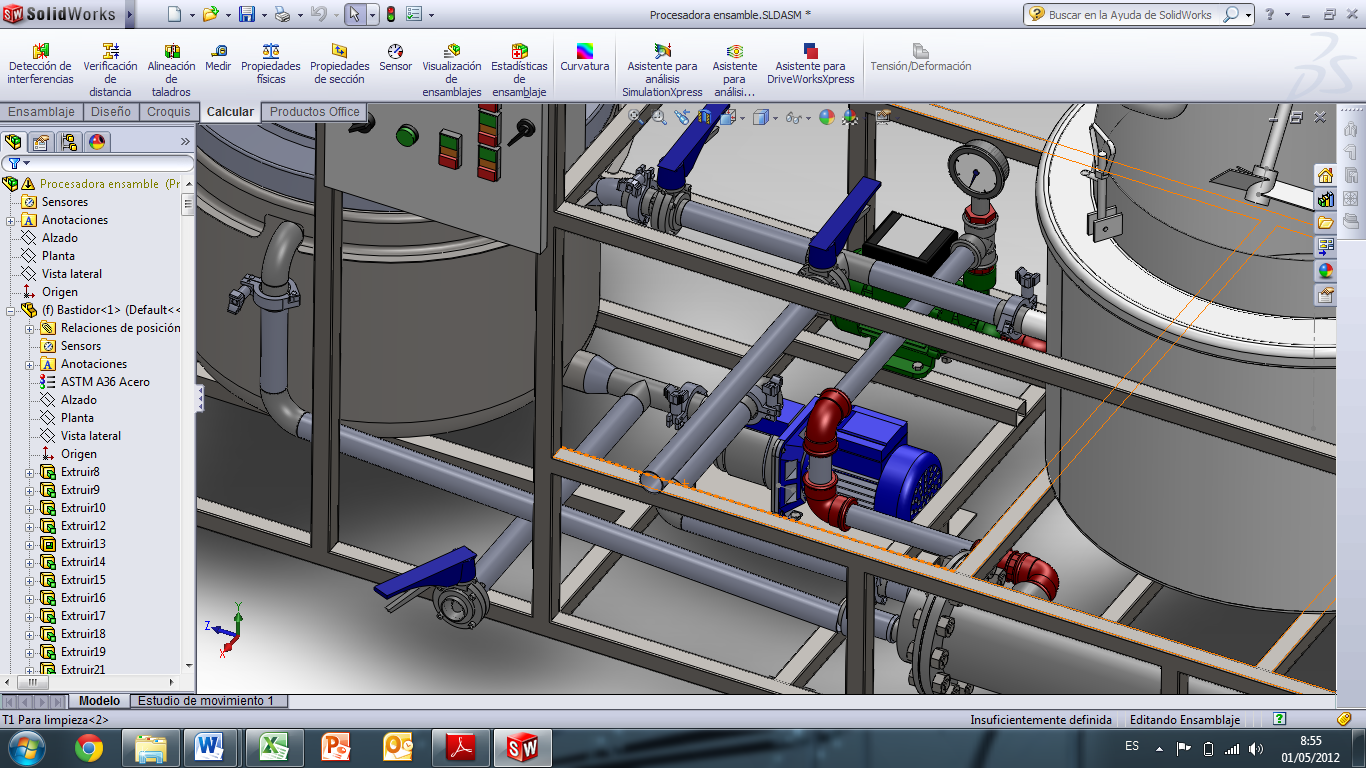 SolidWorks
Procesadora ensamble.SLDASM *
Buscar en la Ayuda de SolidWorks
Detección de
interferencias
Verificación
de
distancia
Alineación
de
taladros
Medir
Propiedades
físicas
Propiedades
de sección
Sensor
Visualización
de
ensamblajes
Estadísticas
de
ensamblaje
Curvatura
Asistente para
análisis
SimulationXpress
Asistente
para
análisi...
Asistente para
DriveWorksXpress
Tensión/Deformación
Ensamblaje
Diseño
Croquis
Calcular
Productos Office
Procesadora ensamble (Pr
Sensores
Anotaciones
Alzado
Planta
Vista lateral
Origen
(f) Bastidor<1> (Default<<
Relaciones de posición
Sensors
Anotaciones
ASTM A36 Acero
Alzado
Planta
Vista lateral
Origen
Extruir8
Extruir9
Extruir10
Extruir12
Extruir13
Extruir14
Extruir15
Extruir16
Extruir17
Extruir18
Extruir19
Extruir21
Y
Z
X
Modelo
Estudio de movimiento 1
T1 Para limpieza<2>
Insuficientemente definida
Editando Ensamblaje
ES
8:55
01/05/2012